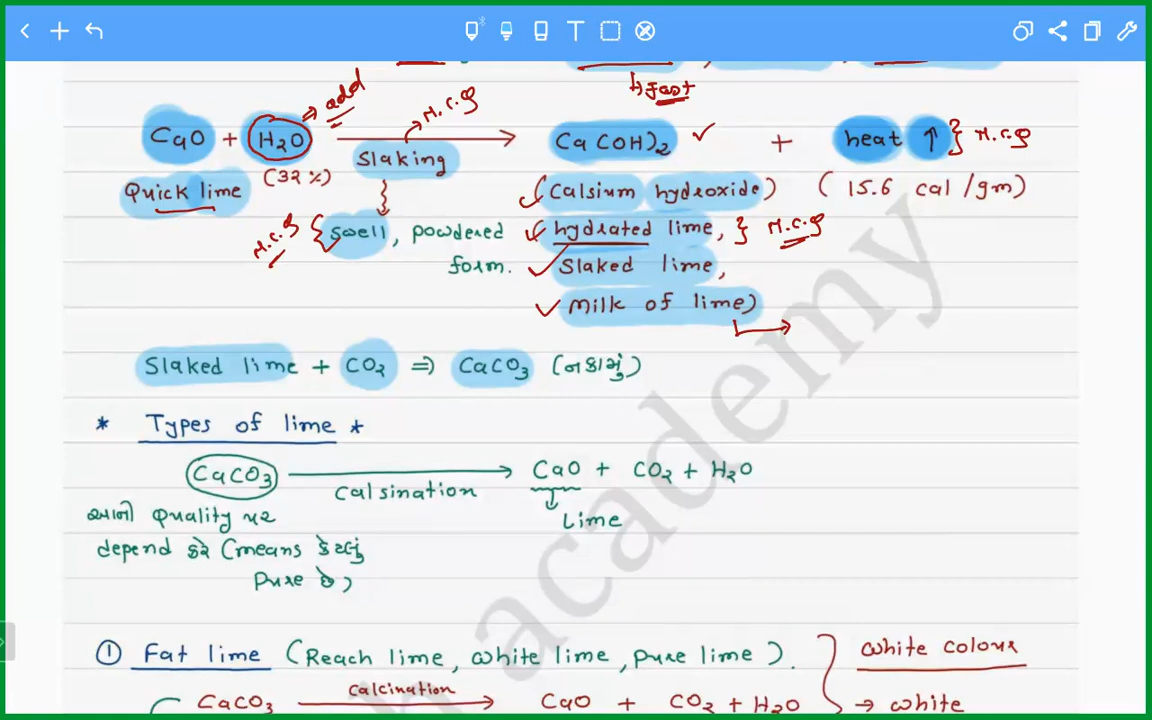 fast
add
M.C.Q
CaO + H2O Slaking Ca(OH)2 + heat ↑ } M.C.Q
Quick lime (32 %) (Calsium hydroxide) (15.6 cal/gm)
M.C.Q { swell, powdered hydrated lime, } M.C.Q
form. Slaked lime,
Milk of lime)
Slaked lime + CO2 ⇒ CaCO3
* Types of lime *
CaCO3 Calsination CaO + CO2 + H2O
Lime
આની quality પર
depend કરે (means કેટલું
Pure છે)
① Fat lime (Reach lime, white lime, pure lime). white colour
CaCO3 calcination CaO + CO2 + H2O → white
academy